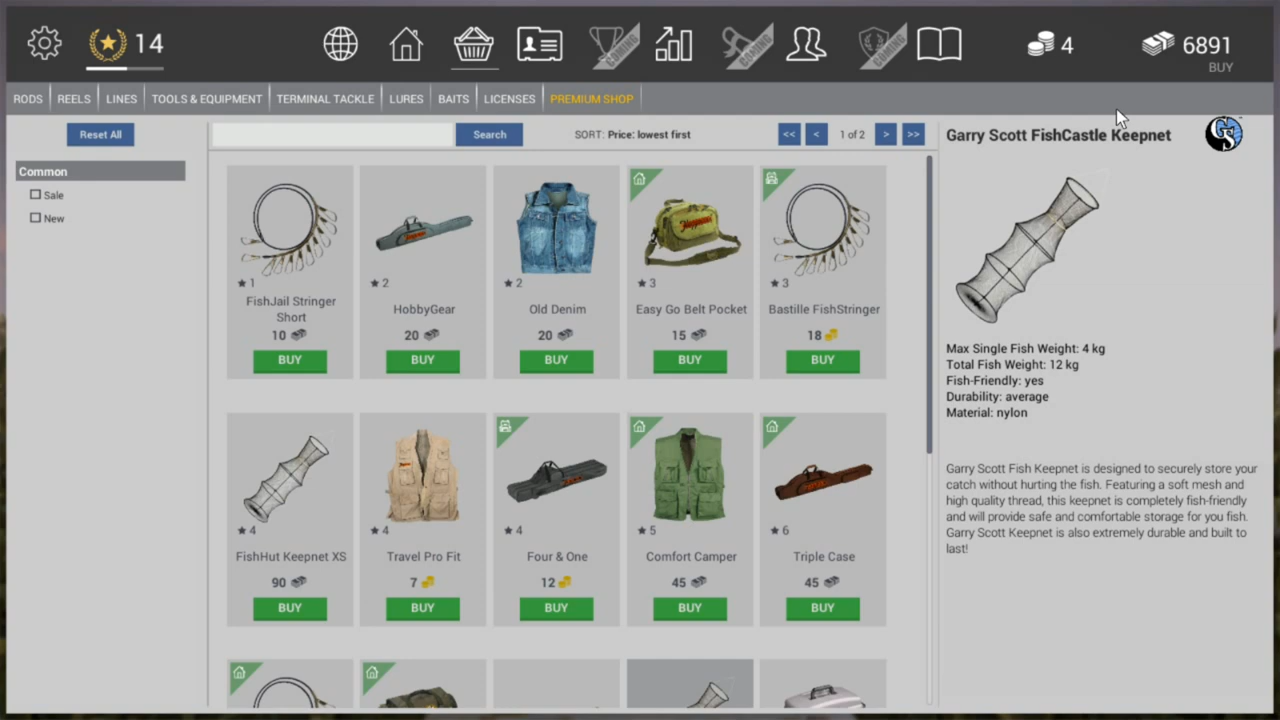 14
COMING
COMING
COMING
4
6891
BUY
RODS
REELS
LINES
TOOLS & EQUIPMENT
TERMINAL TACKLE
LURES
BAITS
LICENSES
PREMIUM SHOP
Reset All
Search
SORT: Price: lowest first
<<
<
1 of 2
>
>>
Common
Sale
New
1
FishJail Stringer
Short
10
BUY
2
HobbyGear
20
BUY
2
Old Denim
20
BUY
3
Easy Go Belt Pocket
15
BUY
3
Bastille FishStringer
18
BUY
4
FishHut Keepnet XS
90
BUY
4
Travel Pro Fit
7
BUY
4
Four & One
12
BUY
5
Comfort Camper
45
BUY
6
Triple Case
45
BUY
Garry Scott FishCastle Keepnet
GS
Max Single Fish Weight: 4 kg
Total Fish Weight: 12 kg
Fish-Friendly: yes
Durability: average
Material: nylon
Garry Scott Fish Keepnet is designed to securely store your
catch without hurting the fish. Featuring a soft mesh and
high quality thread, this keepnet is completely fish-friendly
and will provide safe and comfortable storage for you fish.
Garry Scott Keepnet is also extremely durable and built to
last!